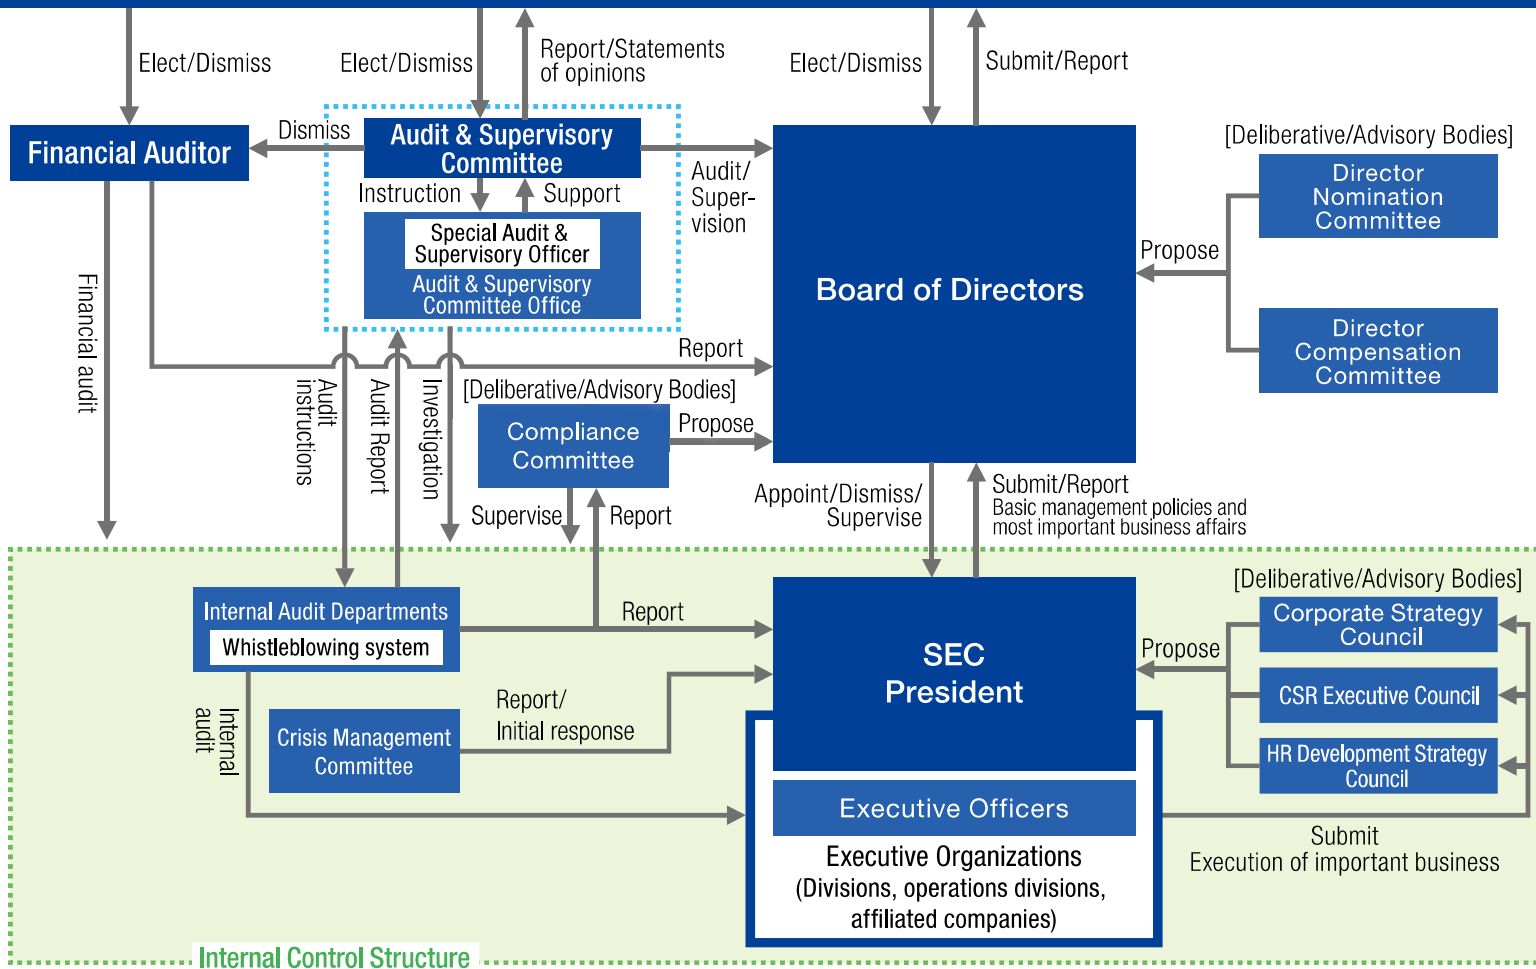 Elect/Dismiss
Elect/Dismiss
Report/Statements
of opinions
Elect/Dismiss
Submit/Report
Financial Auditor
Dismiss
Audit & Supervisory
Committee
Audit/
Super-
vision
Instruction
Support
Special Audit &
Supervisory Officer
Audit & Supervisory
Committee Office
Board of Directors
[Deliberative/Advisory Bodies]
Director
Nomination
Committee
Propose
Director
Compensation
Committee
Financial audit
Report
Audit
instructions
Audit Report
Investigation
[Deliberative/Advisory Bodies]
Compliance
Committee
Propose
Supervise
Report
Appoint/Dismiss/
Supervise
Submit/Report
Basic management policies and
most important business affairs
Internal Audit Departments
Whistleblowing system
Report
SEC
President
[Deliberative/Advisory Bodies]
Corporate Strategy
Council
Propose
CSR Executive Council
HR Development Strategy
Council
Internal
audit
Crisis Management
Committee
Report/
Initial response
Executive Officers
Executive Organizations
(Divisions, operations divisions,
affiliated companies)
Submit
Execution of important business
Internal Control Structure